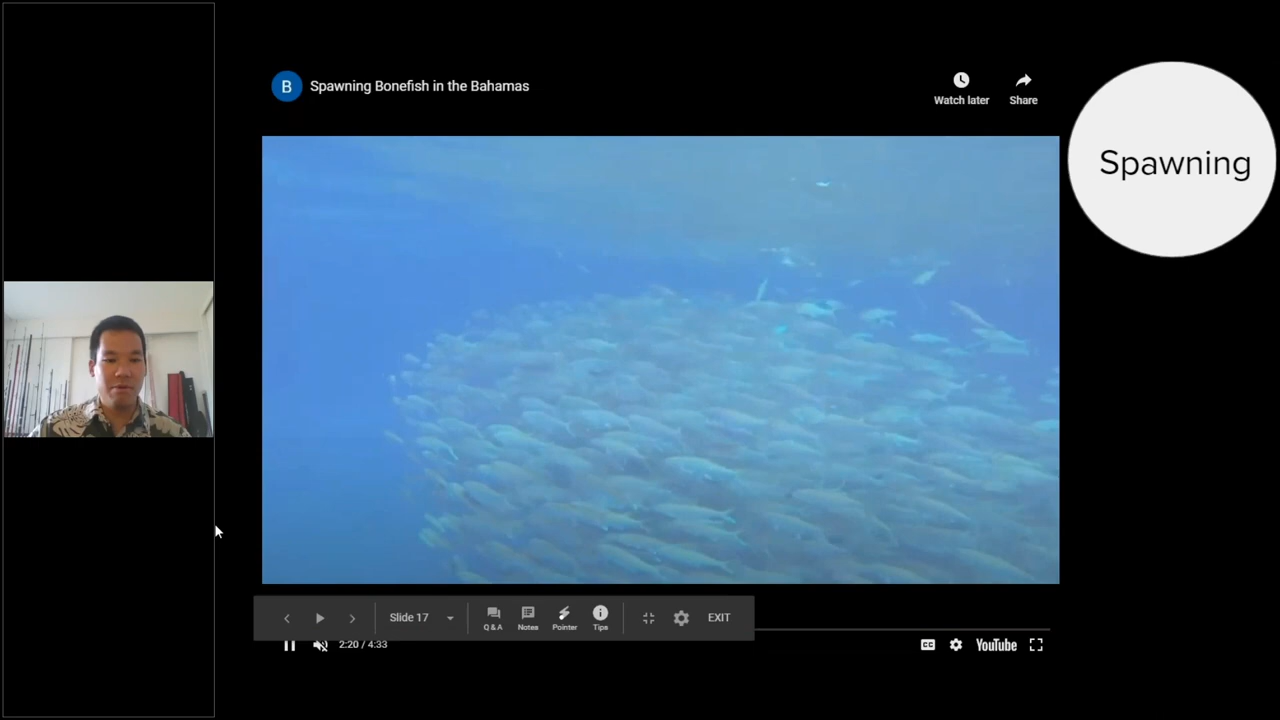 B Spawning Bonefish in the Bahamas
Watch later
Share
Spawning
Slide 17
Q & A
Notes
Pointer
Tips
EXIT
2:20 / 4:33
CC
YouTube